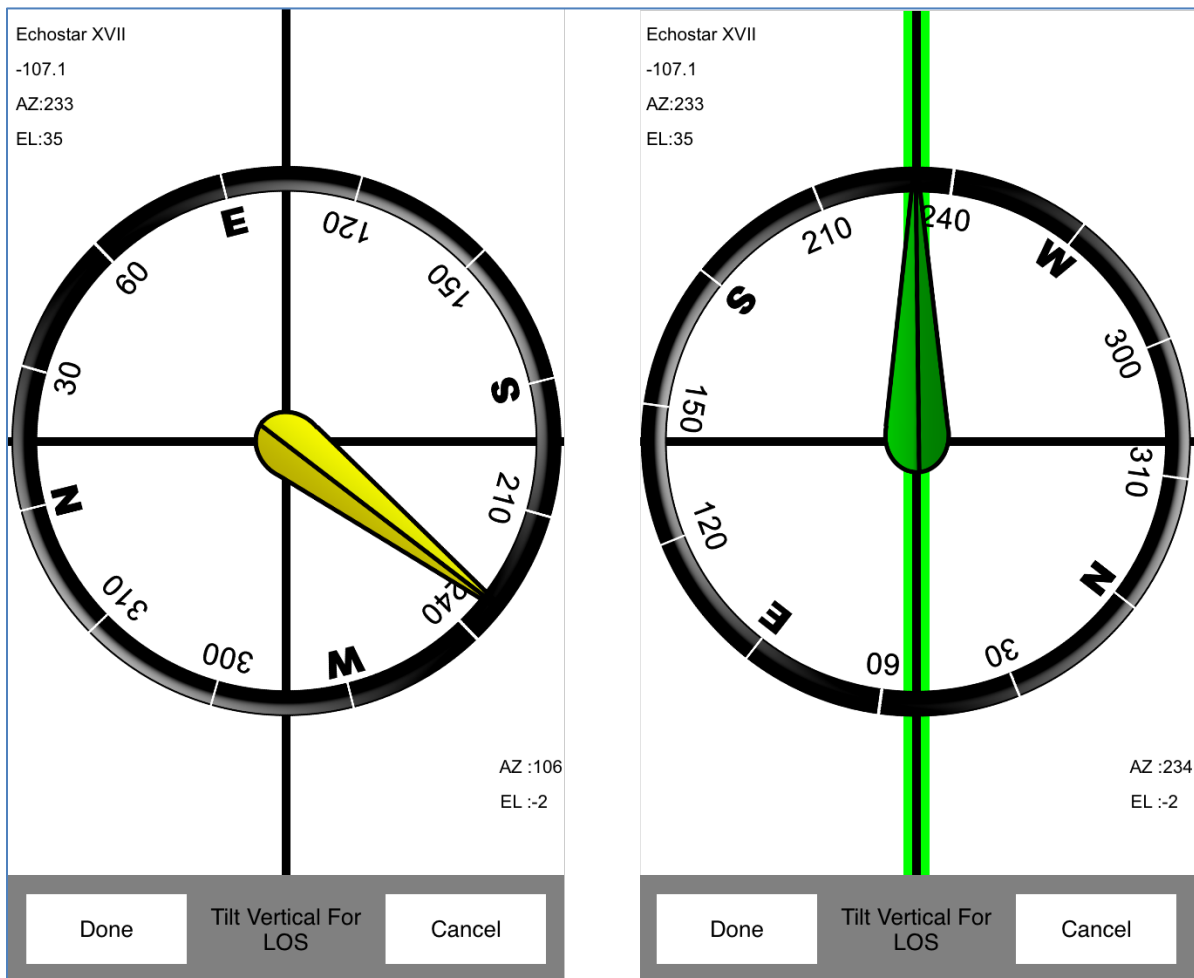 Echostar XVII
-107.1
AZ:233
EL:35
E
120
60
150
30
S
N
210
310
240
300
W
AZ :106
EL :-2
Done
Tilt Vertical For
LOS
Cancel
Echostar XVII
-107.1
AZ:233
EL:35
210
240
W
S
300
150
310
120
N
E
60
30
AZ :234
EL :-2
Done
Tilt Vertical For
LOS
Cancel